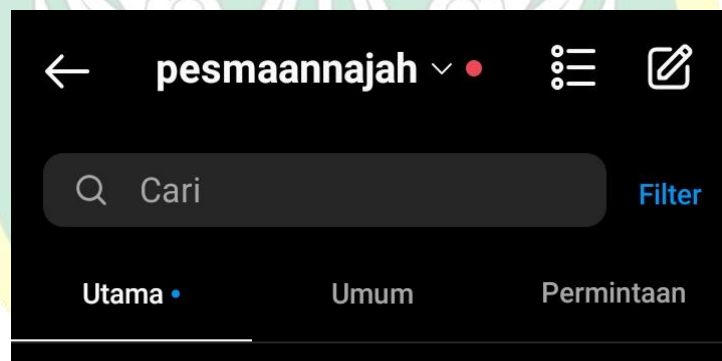 pesmaannajah
Cari
Filter
Utama
Umum
Permintaan